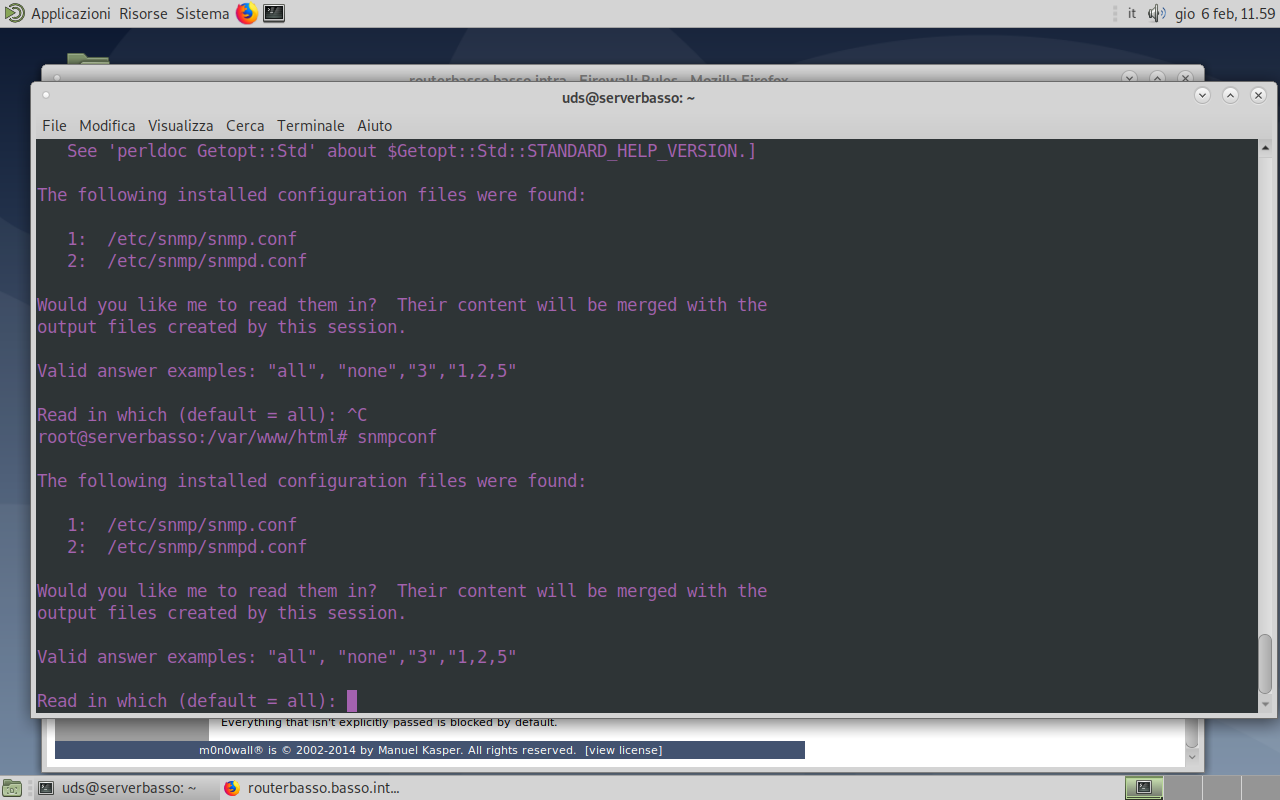 Applicazioni Risorse Sistema it gio 6 feb, 11.59
routerbasso.basso.intra - Firewall: Rules - Mozilla Firefox
uds@serverbasso: ~
File Modifica Visualizza Cerca Terminale Aiuto
See 'perldoc Getopt::Std' about $Getopt::Std::STANDARD_HELP_VERSION.]
The following installed configuration files were found:
1: /etc/snmp/snmp.conf
2: /etc/snmp/snmpd.conf
Would you like me to read them in? Their content will be merged with the
output files created by this session.
Valid answer examples: "all", "none","3","1,2,5"
Read in which (default = all): ^C
root@serverbasso:/var/www/html# snmpconf
The following installed configuration files were found:
1: /etc/snmp/snmp.conf
2: /etc/snmp/snmpd.conf
Would you like me to read them in? Their content will be merged with the
output files created by this session.
Valid answer examples: "all", "none","3","1,2,5"
Read in which (default = all):
Everything that isn't explicitly passed is blocked by default.
m0n0wall® is © 2002-2014 by Manuel Kasper. All rights reserved. [view license]
uds@serverbasso: ~ routerbasso.basso.int...